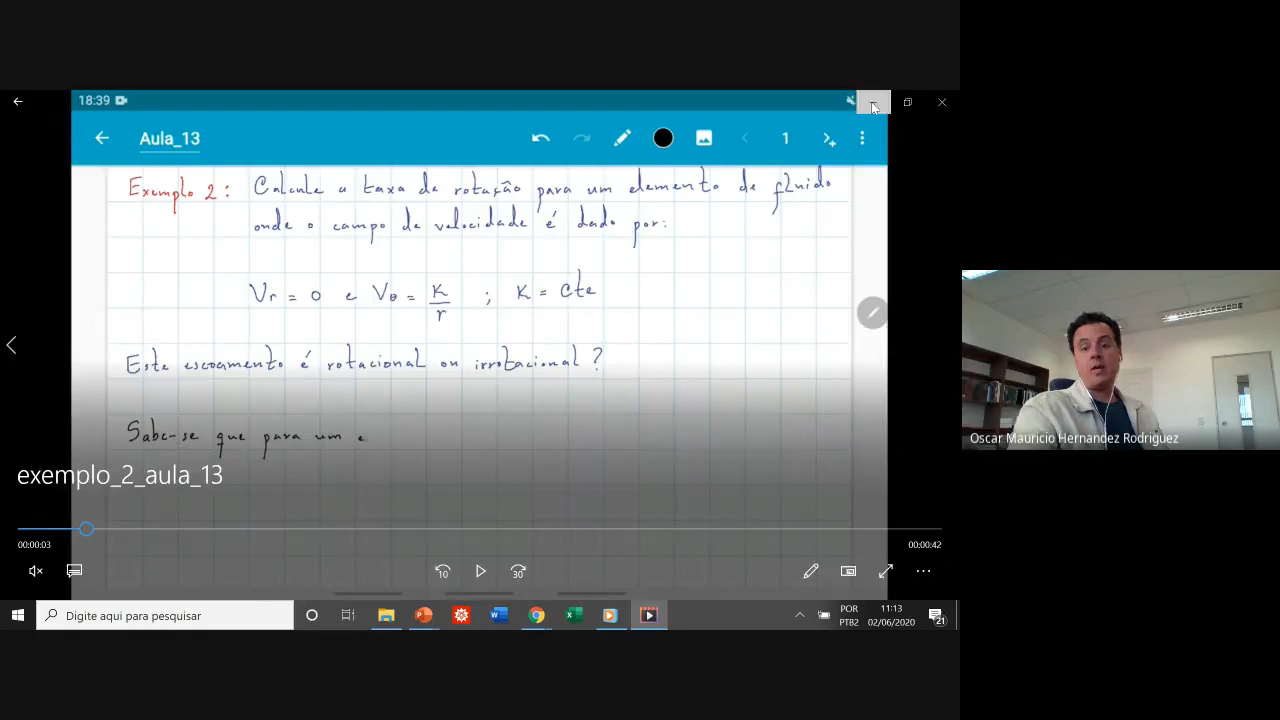 18:39
Aula_13
1
Exemplo 2: Calcule a taxa de rotação para um elemento de fluido
onde o campo de velocidade é dado por:
Vr = 0 e Vθ = K/r ; K = cte
Este escoamento é rotacional ou irrotacional?
Sabe-se que para um e
exemplo_2_aula_13
00:00:03
00:00:42
10
30
Digite aqui para pesquisar
POR
PTB2
11:13
02/06/2020
21
Oscar Mauricio Hernandez Rodriguez